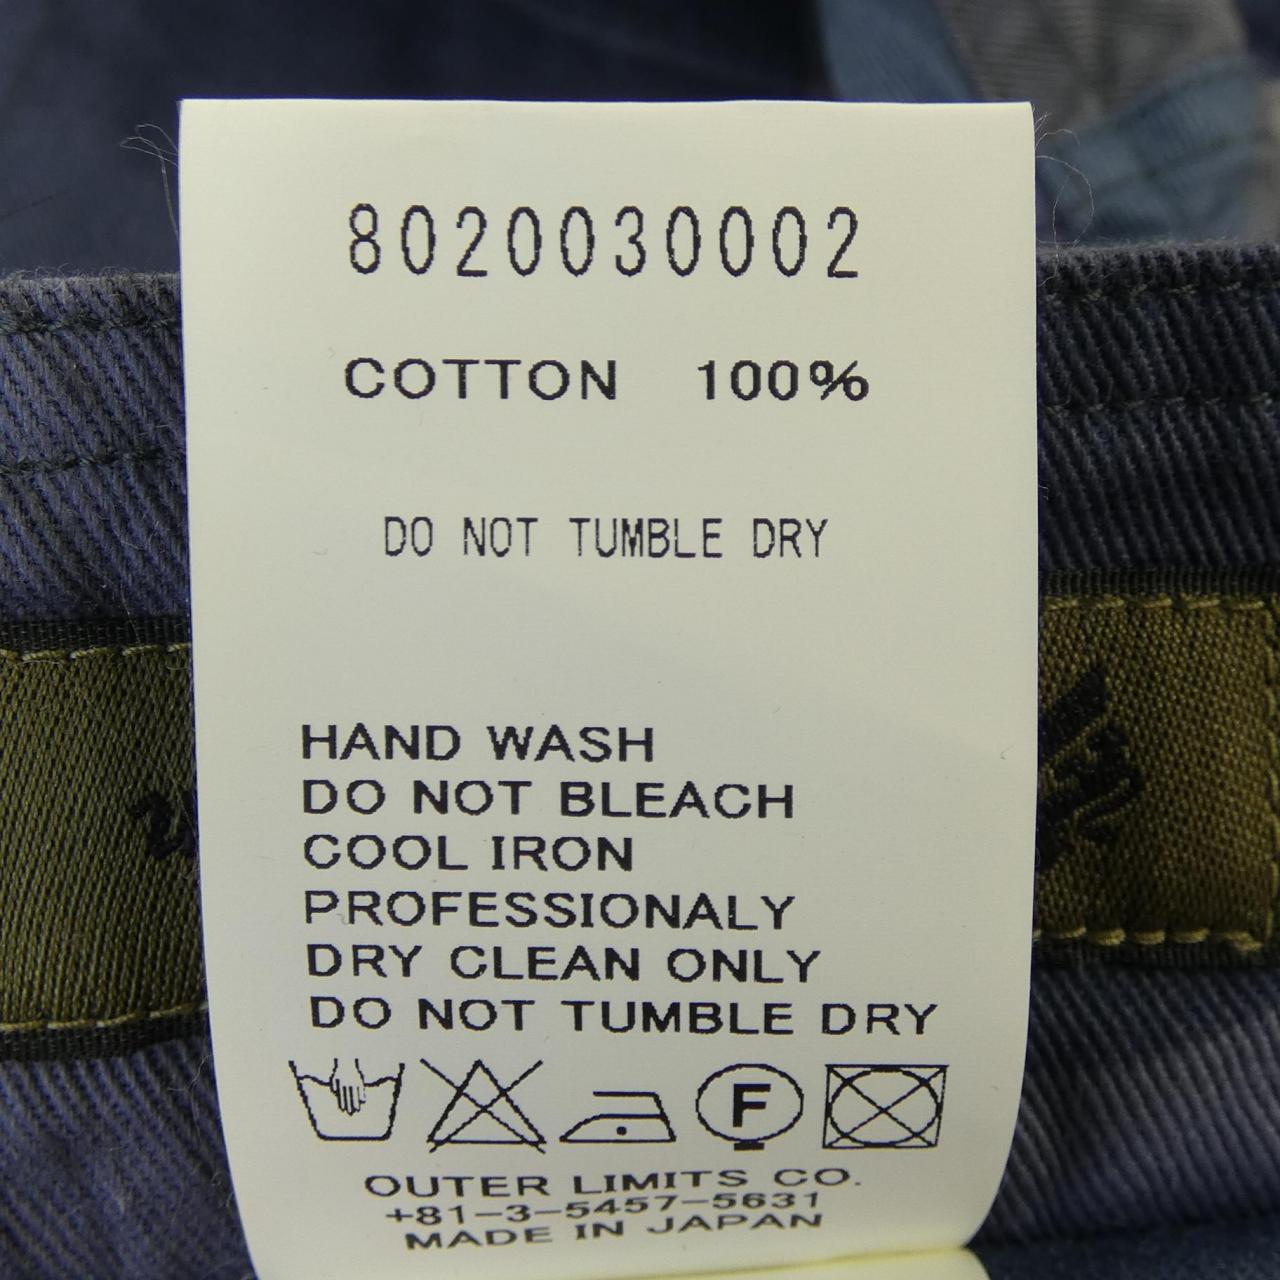 8020030002
COTTON 100%
DO NOT TUMBLE DRY
HAND WASH
DO NOT BLEACH
COOL IRON
PROFESSIONALY
DRY CLEAN ONLY
DO NOT TUMBLE DRY
F
OUTER LIMITS CO.
+81-3-5457-5631
MADE IN JAPAN